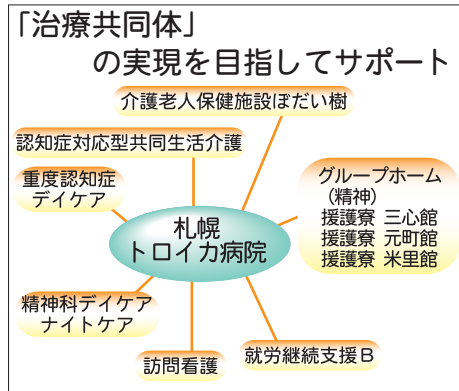 「治療共同体」
の実現を目指してサポート
介護老人保健施設ぼだい樹
認知症対応型共同生活介護
重度認知症
デイケア
グループホーム
(精神)
援護寮 三心館
援護寮 元町館
援護寮 米里館
札幌
トロイカ病院
精神科デイケア
ナイトケア
訪問看護
就労継続支援B